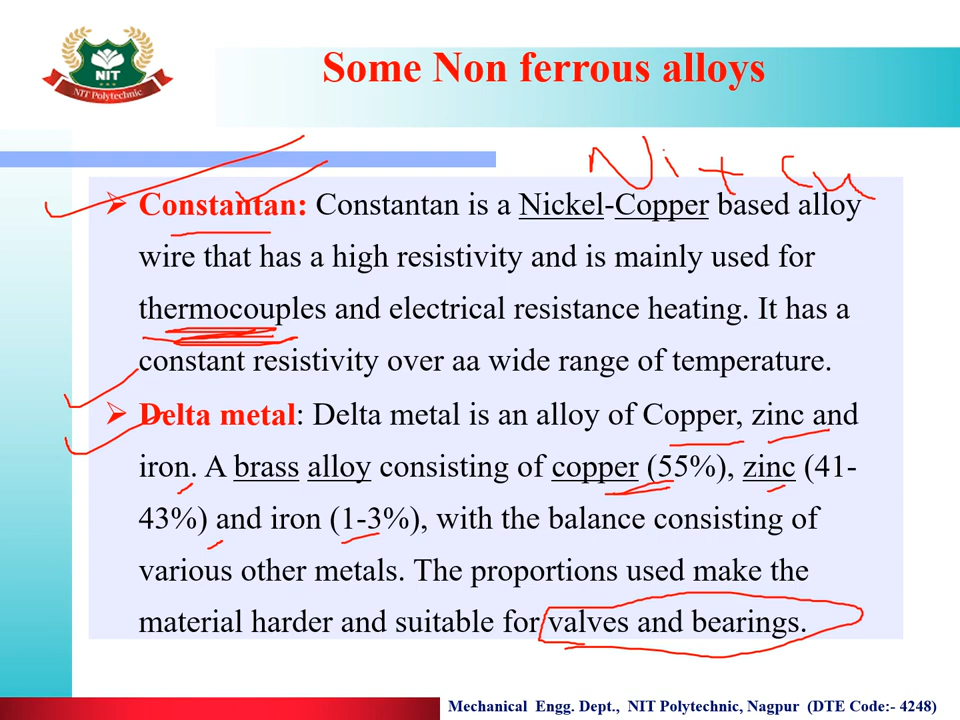 NIT
NIT Polytechnic
Some Non ferrous alloys
Ni + Cu
Constantan: Constantan is a Nickel-Copper based alloy
wire that has a high resistivity and is mainly used for
thermocouples and electrical resistance heating. It has a
constant resistivity over aa wide range of temperature.
Delta metal: Delta metal is an alloy of Copper, zinc and
iron. A brass alloy consisting of copper (55%), zinc (41-
43%) and iron (1-3%), with the balance consisting of
various other metals. The proportions used make the
material harder and suitable for valves and bearings.
Mechanical Engg. Dept., NIT Polytechnic, Nagpur (DTE Code:- 4248)